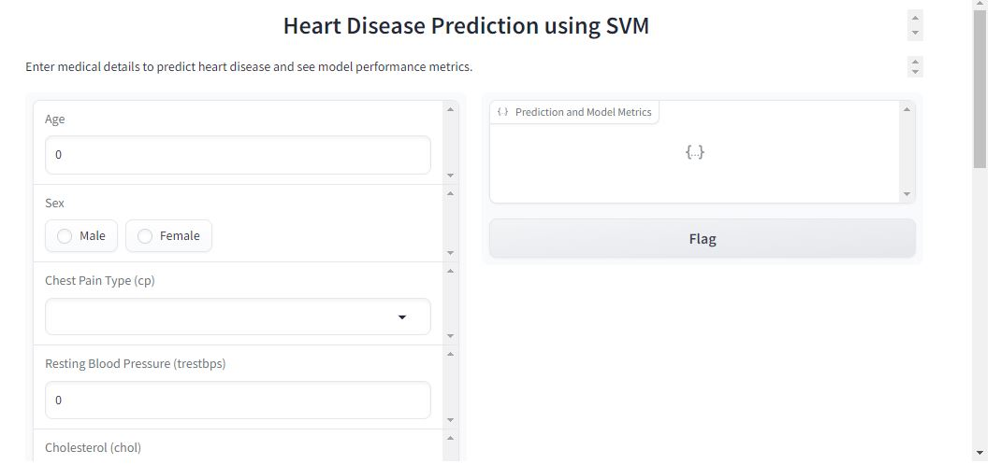 Heart Disease Prediction using SVM
Enter medical details to predict heart disease and see model performance metrics.
Age
0
Sex
Male Female
Chest Pain Type (cp)
Resting Blood Pressure (trestbps)
0
Cholesterol (chol)
{·} Prediction and Model Metrics
{...}
Flag